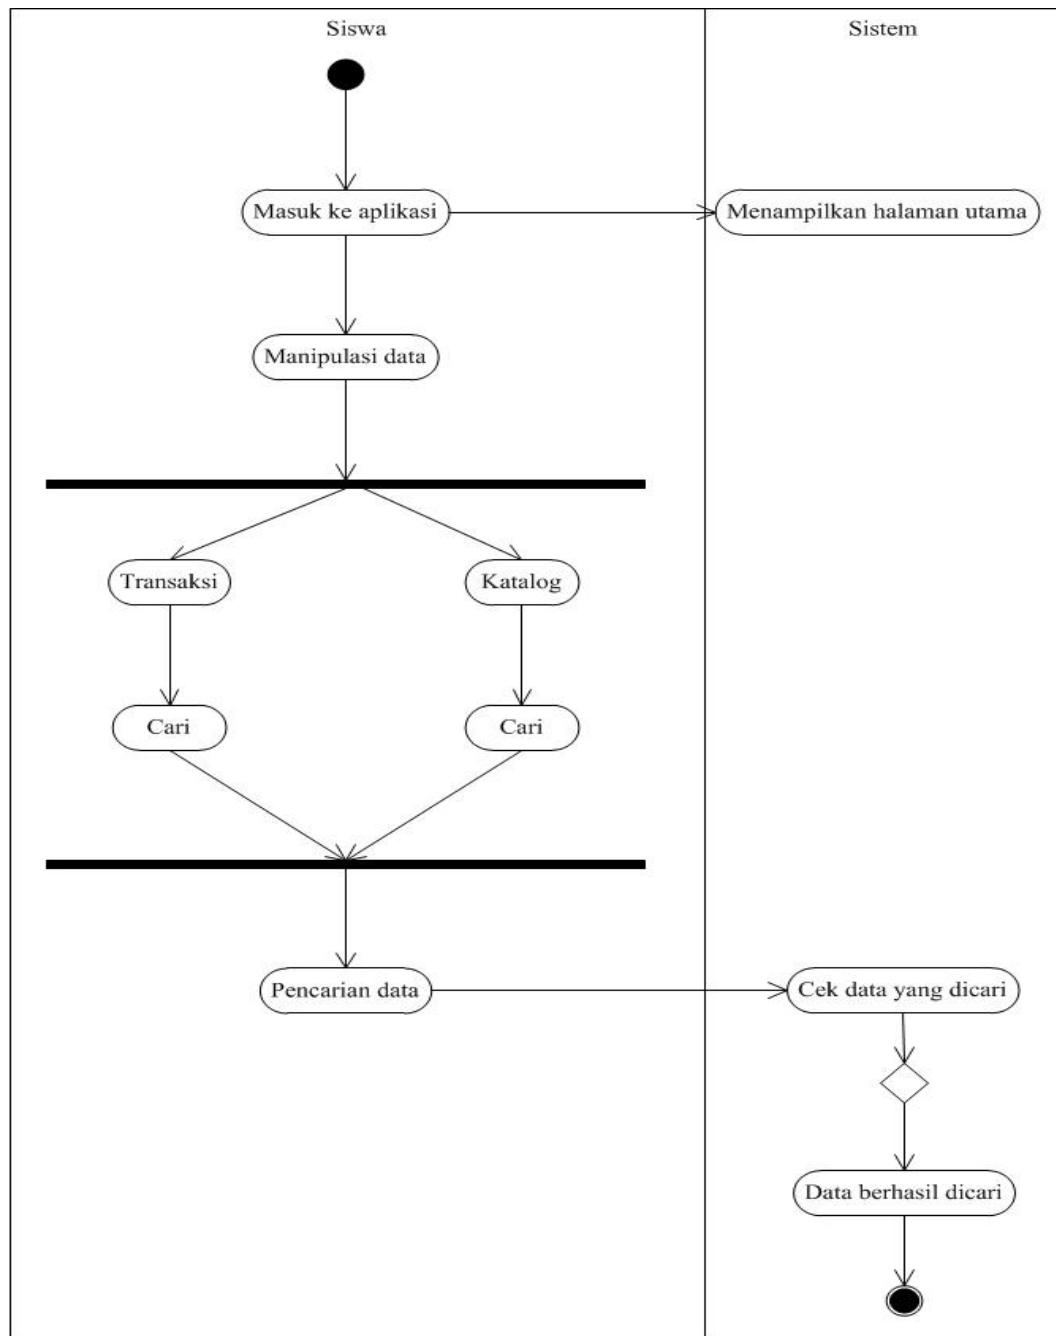 Siswa
Sistem
Masuk ke aplikasi
Menampilkan halaman utama
Manipulasi data
Transaksi
Katalog
Cari
Cari
Pencarian data
Cek data yang dicari
Data berhasil dicari